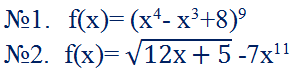 №1. f(x)= (x⁴- x³+8)⁹
№2. f(x)= √12x + 5 -7x¹¹